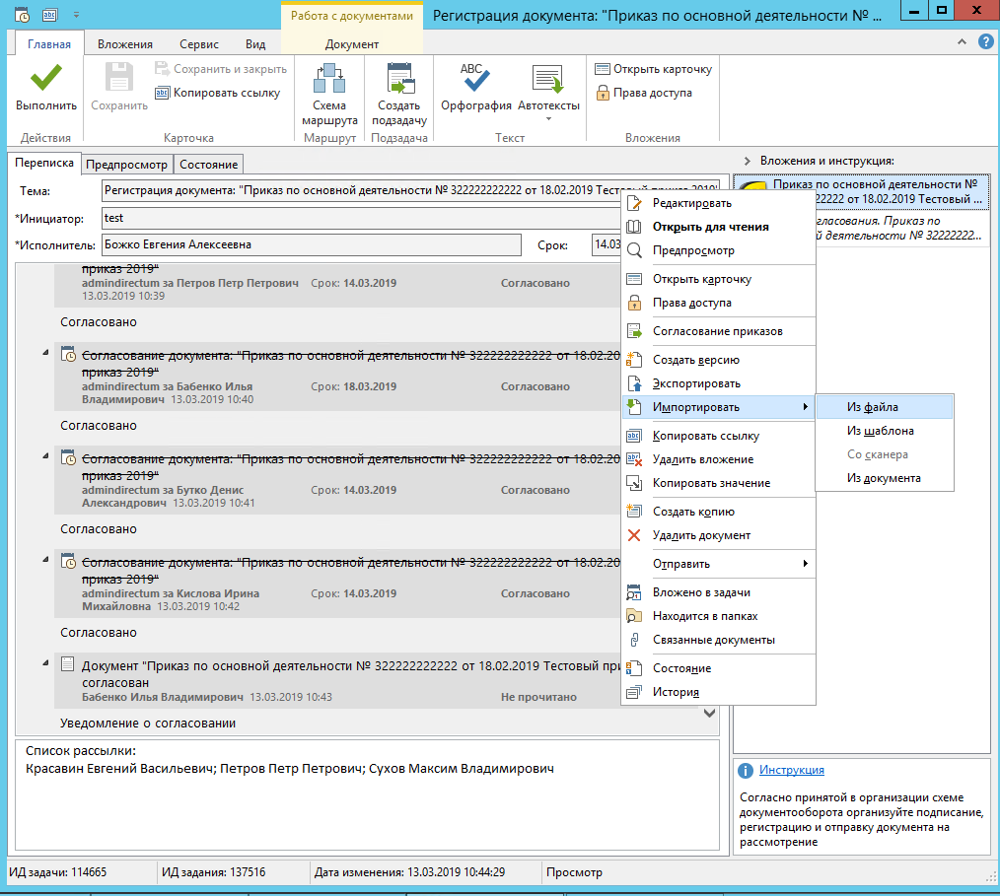 Работа с документами
Регистрация документа: "Приказ по основной деятельности № ...
Главная
Вложения
Сервис
Вид
Документ
Выполнить
Действия
Сохранить
Сохранить и закрыть
Копировать ссылку
Карточка
Схема
маршрута
Маршрут
Создать
подзадачу
Подзадача
ABC
Орфография
Автотексты
Текст
Открыть карточку
Права доступа
Вложения
Переписка
Предпросмотр
Состояние
Тема:
Регистрация документа: "Приказ по основной деятельности № 322222222222 от 18.02.2019 Тестовый приказ 2019"
*Инициатор:
test
*Исполнитель:
Божко Евгения Алексеевна
Срок:
14.03
приказ 2019"
admindirectum за Петров Петр Петрович
Срок: 14.03.2019
Согласовано
13.03.2019 10:39
Согласовано
Согласование документа: "Приказ по основной деятельности № 322222222222 от 18.02.20
приказ 2019"
admindirectum за Бабенко Илья
Срок: 18.03.2019
Согласовано
Владимирович 13.03.2019 10:40
Согласовано
Согласование документа: "Приказ по основной деятельности № 322222222222 от 18.02.20
приказ 2019"
admindirectum за Бутко Денис
Срок: 14.03.2019
Согласовано
Александрович 13.03.2019 10:41
Согласовано
Согласование документа: "Приказ по основной деятельности № 322222222222 от 18.02.20
приказ 2019"
admindirectum за Кислова Ирина
Срок: 14.03.2019
Согласовано
Михайловна 13.03.2019 10:42
Согласовано
Документ "Приказ по основной деятельности № 322222222222 от 18.02.2019 Тестовый при
согласован
Бабенко Илья Владимирович 13.03.2019 10:43
Не прочитано
Уведомление о согласовании
Список рассылки:
Красавин Евгений Васильевич; Петров Петр Петрович; Сухов Максим Владимирович
Вложения и инструкция:
Приказ по основной деятельности №
22222 от 18.02.2019 Тестовый ...
гласования. Приказ по
й деятельности № 32222222...
Редактировать
Открыть для чтения
Предпросмотр
Открыть карточку
Права доступа
Согласование приказов
Создать версию
Экспортировать
Импортировать
Копировать ссылку
Удалить вложение
Копировать значение
Создать копию
Удалить документ
Отправить
Вложено в задачи
Находится в папках
Связанные документы
Состояние
История
Из файла
Из шаблона
Со сканера
Из документа
Инструкция
Согласно принятой в организации схеме
документооборота организуйте подписание,
регистрацию и отправку документа на
рассмотрение
ИД задачи: 114665
ИД задания: 137516
Дата изменения: 13.03.2019 10:44:29
Просмотр